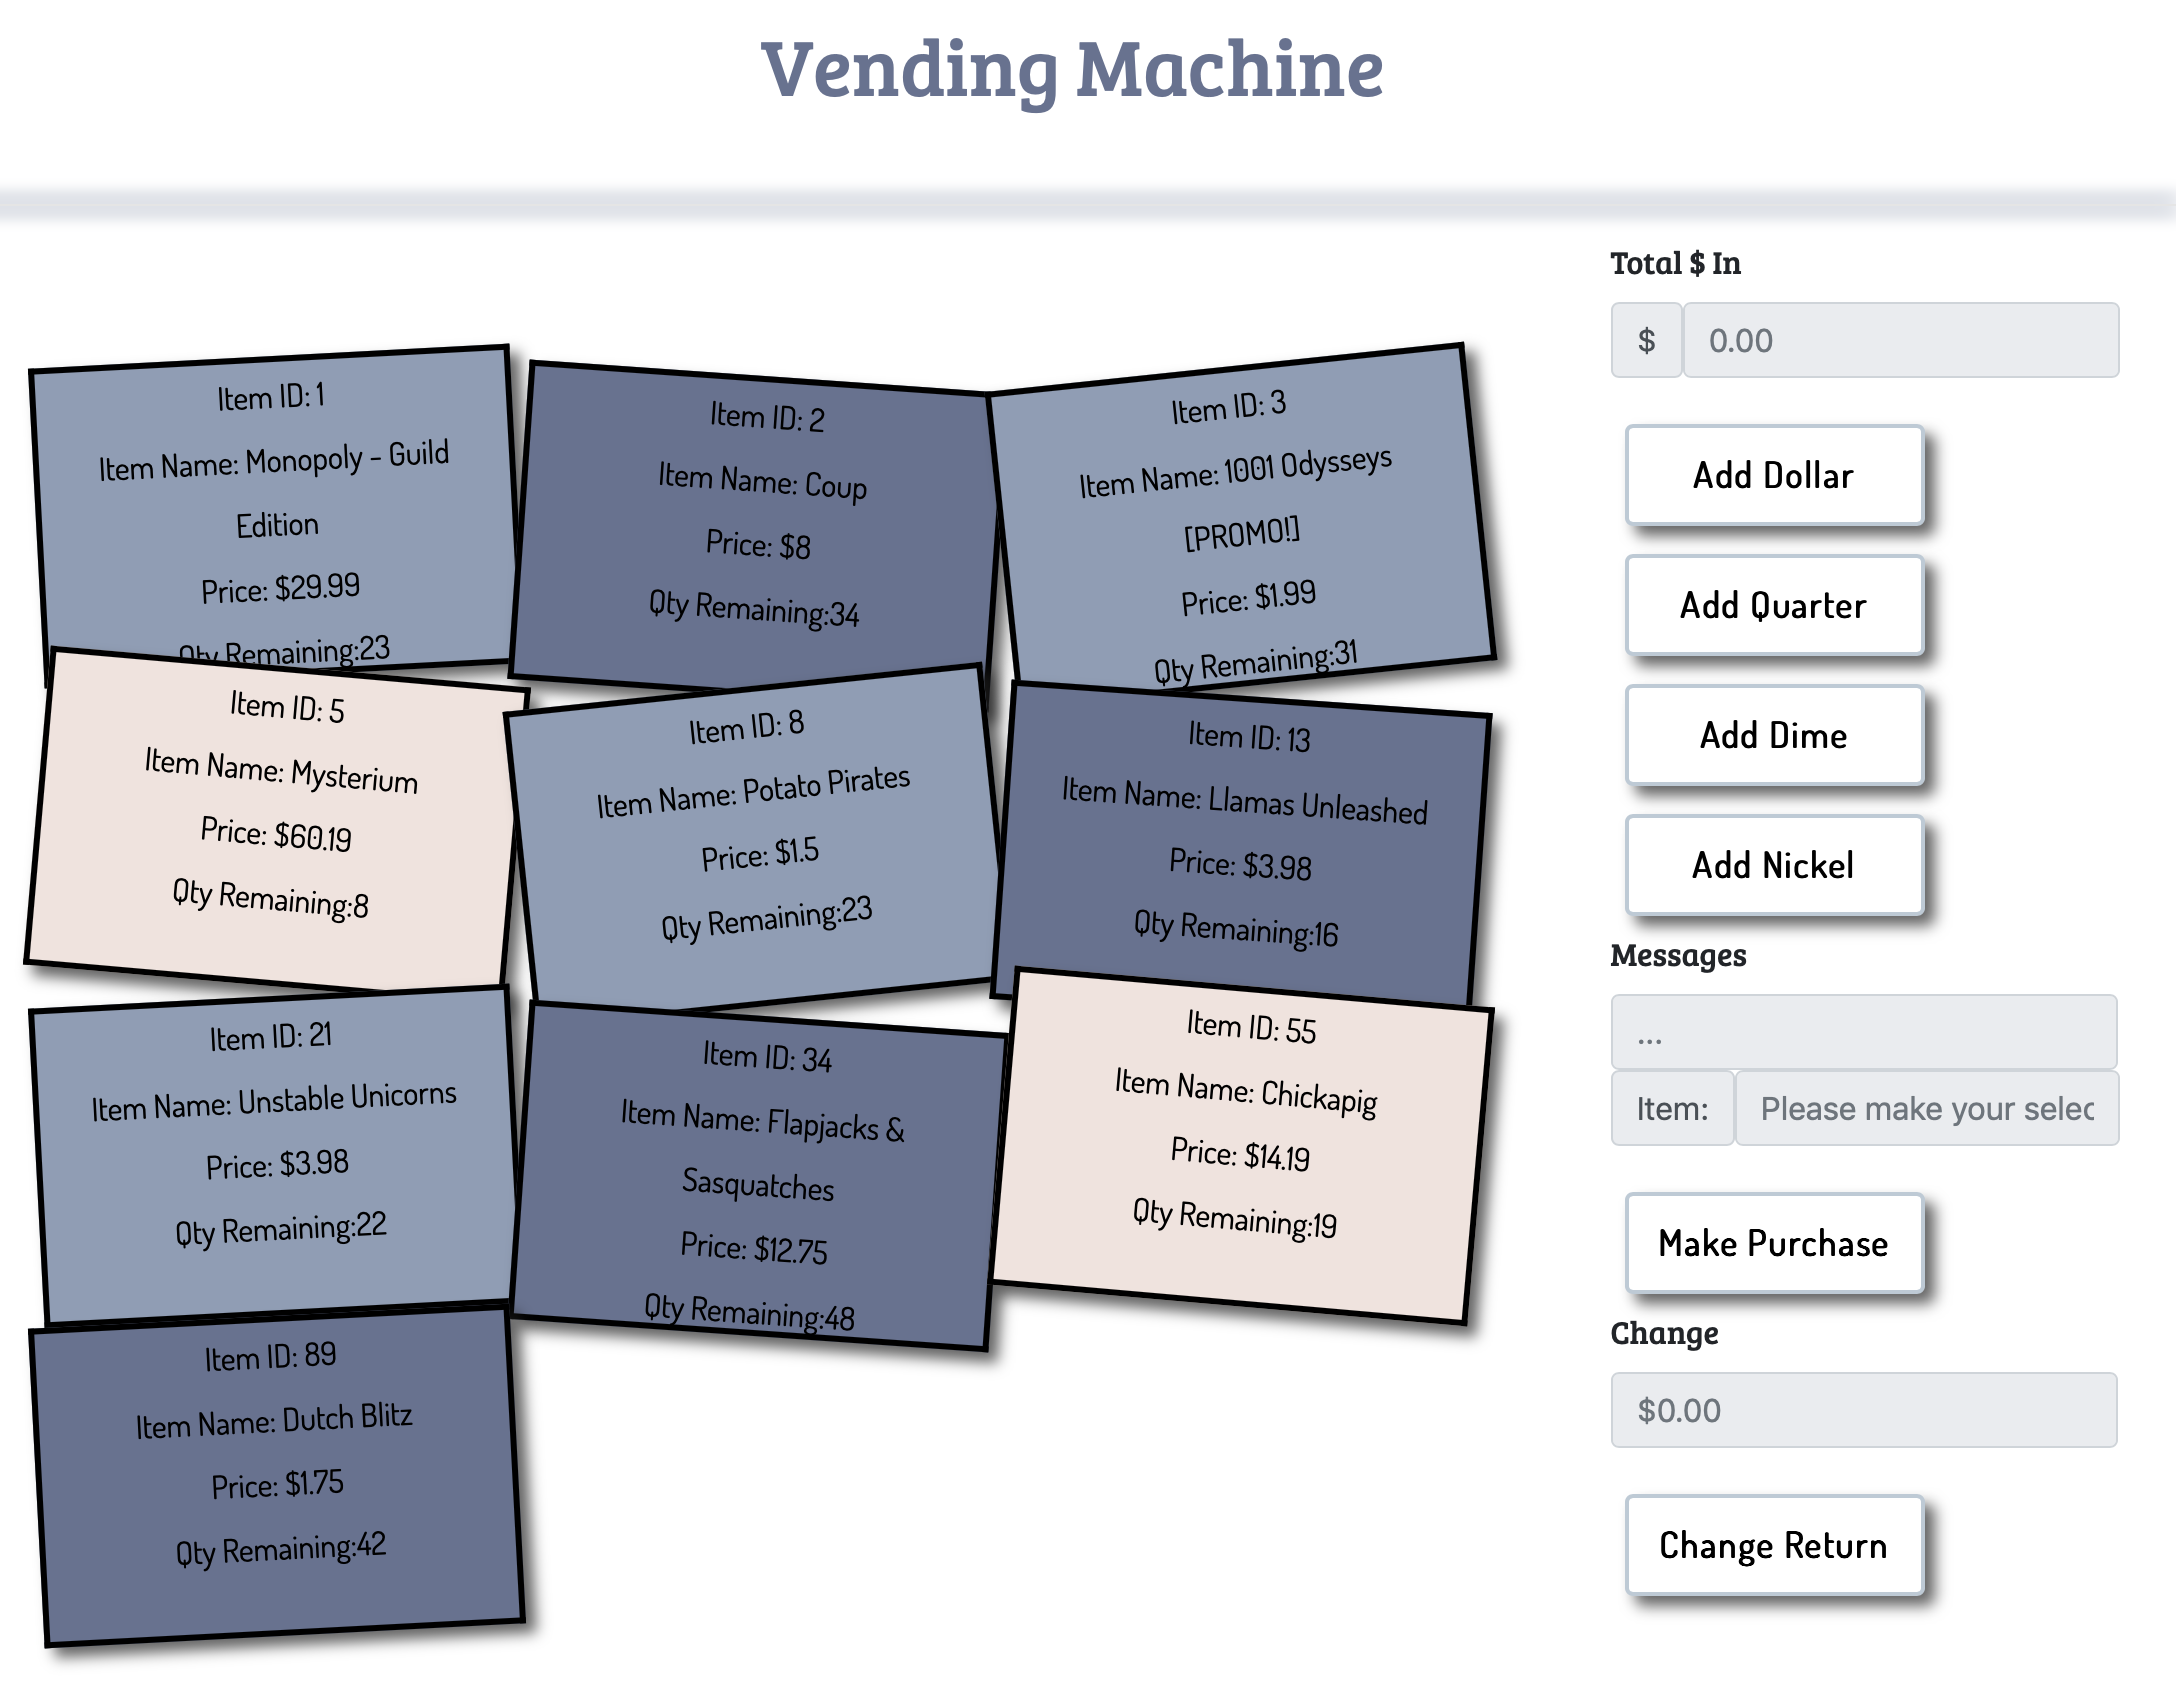 Vending Machine
Item ID: 1
Item Name: Monopoly - Guild
Edition
Price: $29.99
Qty Remaining:23
Item ID: 2
Item Name: Coup
Price: $8
Qty Remaining:34
Item ID: 3
Item Name: 1001 Odysseys
[PROMO!]
Price: $1.99
Qty Remaining:31
Item ID: 5
Item Name: Mysterium
Price: $60.19
Qty Remaining:8
Item ID: 8
Item Name: Potato Pirates
Price: $1.5
Qty Remaining:23
Item ID: 13
Item Name: Llamas Unleashed
Price: $3.98
Qty Remaining:16
Item ID: 21
Item Name: Unstable Unicorns
Price: $3.98
Qty Remaining:22
Item ID: 34
Item Name: Flapjacks &
Sasquatches
Price: $12.75
Qty Remaining:48
Item ID: 55
Item Name: Chickapig
Price: $14.19
Qty Remaining:19
Item ID: 89
Item Name: Dutch Blitz
Price: $1.75
Qty Remaining:42
Total $ In
$ 0.00
Add Dollar
Add Quarter
Add Dime
Add Nickel
Messages
...
Item: Please make your selec
Make Purchase
Change
$0.00
Change Return